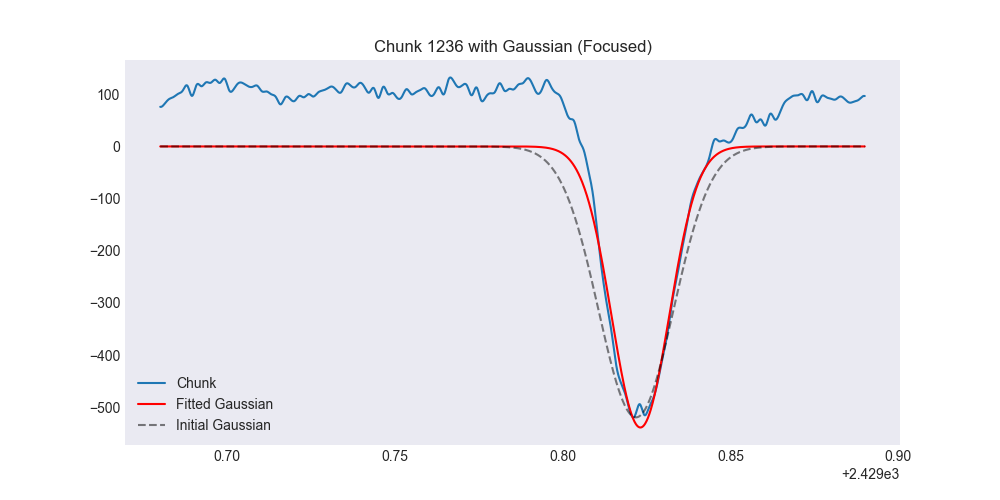 Chunk 1236 with Gaussian (Focused)
100
0
−100
−200
−300
−400
−500
Chunk
Fitted Gaussian
Initial Gaussian
0.70 0.75 0.80 0.85 0.90
+2.429e3